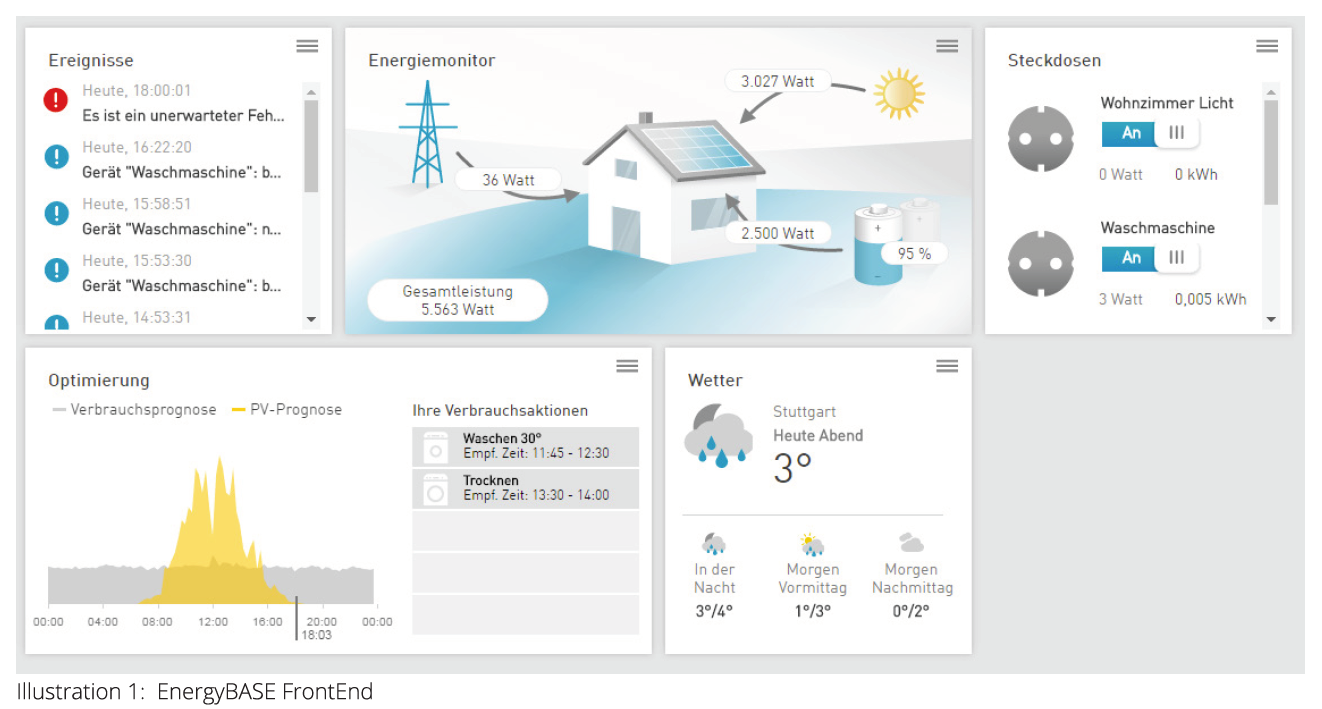 Ereignisse
Heute, 18:00:01
Es ist ein unerwarteter Feh...
Heute, 16:22:20
Gerät "Waschmaschine": b...
Heute, 15:58:51
Gerät "Waschmaschine": n...
Heute, 15:53:30
Gerät "Waschmaschine": b...
Heute, 14:53:31
Energiemonitor
3.027 Watt
36 Watt
2.500 Watt
95 %
Gesamtleistung
5.563 Watt
Steckdosen
Wohnzimmer Licht
An
0 Watt 0 kWh
Waschmaschine
An
3 Watt 0,005 kWh
Optimierung
Verbrauchsprognose PV-Prognose
00:00 04:00 08:00 12:00 16:00 20:00 00:00
18:03
Ihre Verbrauchsaktionen
Waschen 30°
Empf. Zeit: 11:45 - 12:30
Trocknen
Empf. Zeit: 13:30 - 14:00
Wetter
Stuttgart
Heute Abend
3°
In der Nacht
3°/4°
Morgen Vormittag
1°/3°
Morgen Nachmittag
0°/2°
Illustration 1: EnergyBASE FrontEnd